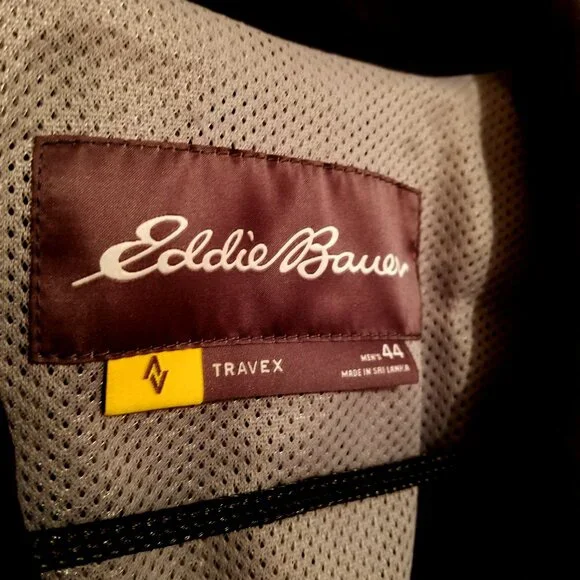 Eddie Bauer
TRAVEX
MEN'S 44
MADE IN SRI LANKA